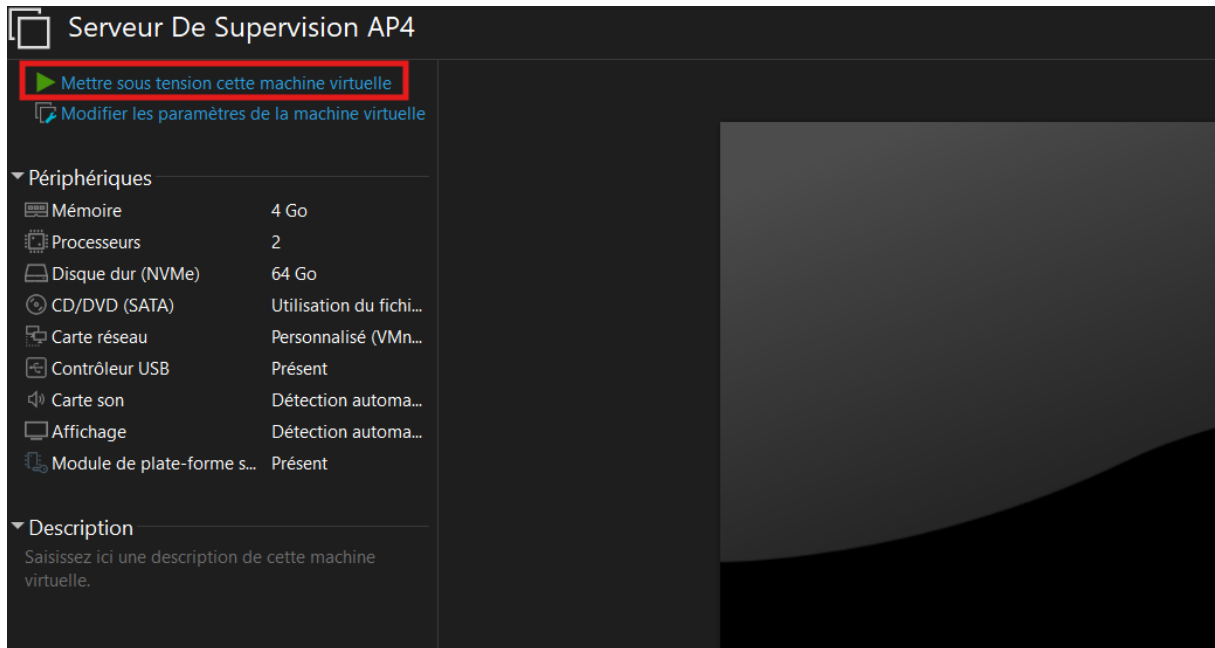 Serveur De Supervision AP4
Mettre sous tension cette machine virtuelle
Modifier les paramètres de la machine virtuelle
Périphériques
Mémoire 4 Go
Processeurs 2
Disque dur (NVMe) 64 Go
CD/DVD (SATA) Utilisation du fichi...
Carte réseau Personnalisé (VMn...
Contrôleur USB Présent
Carte son Détection automa...
Affichage Détection automa...
Module de plate-forme s... Présent
Description
Saisissez ici une description de cette machine
virtuelle.